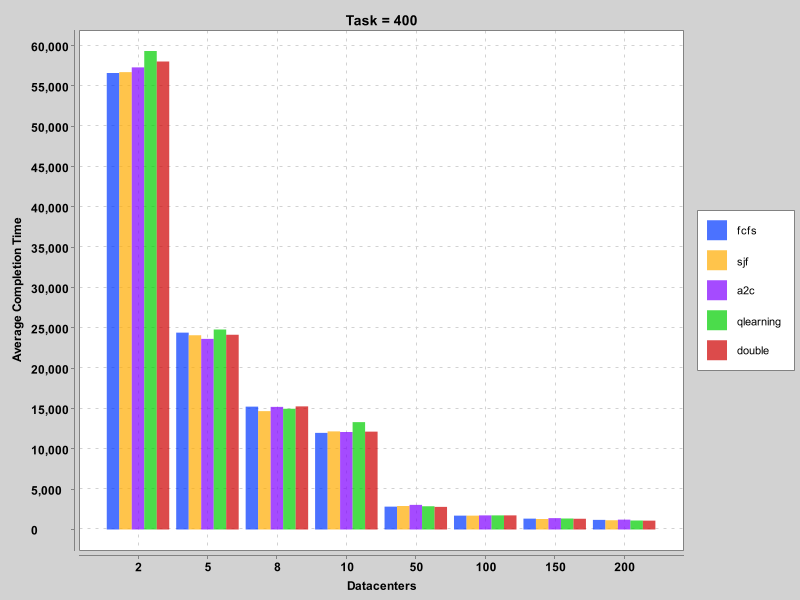 Task = 400
Average Completion Time
60,000
55,000
50,000
45,000
40,000
35,000
30,000
25,000
20,000
15,000
10,000
5,000
0
2 5 8 10 50 100 150 200
Datacenters
fcfs
sjf
a2c
qlearning
double